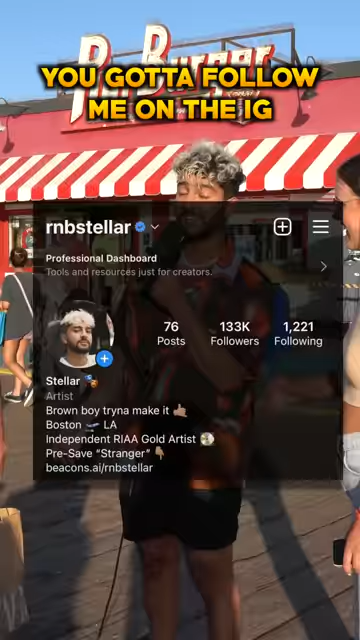 Pier Burger
YOU GOTTA FOLLOW
ME ON THE IG
rnbstellar
Professional Dashboard
Tools and resources just for creators.
76 133K 1,221
Posts Followers Following
Stellar
Artist
Brown boy tryna make it 🤙🏽
Boston 🛫 LA
Independent RIAA Gold Artist
Pre-Save “Stranger” 👇🏽
beacons.ai/rnbstellar